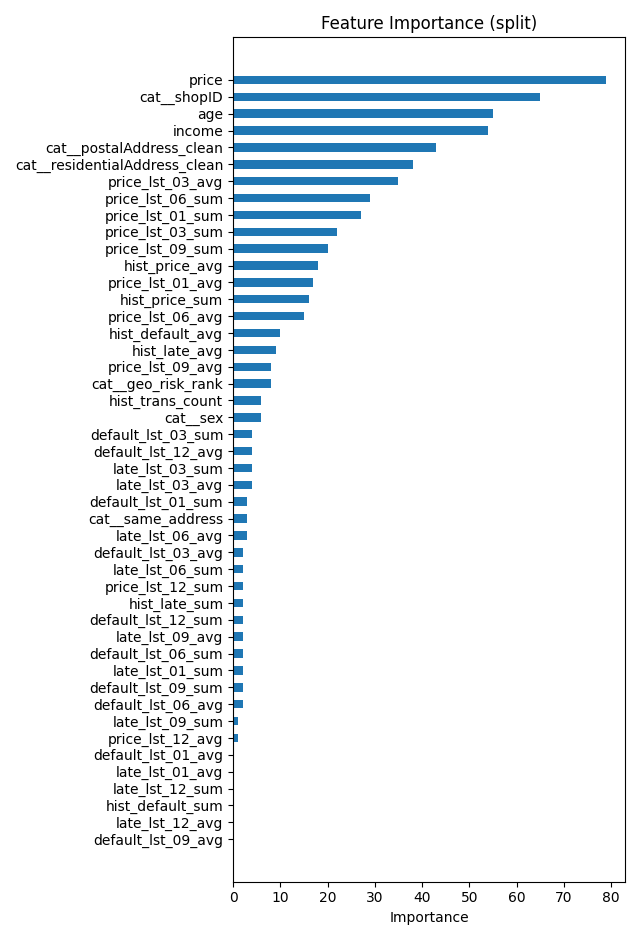 Feature Importance (split)
price
cat__shopID
age
income
cat__postalAddress_clean
cat__residentialAddress_clean
price_lst_03_avg
price_lst_06_sum
price_lst_01_sum
price_lst_03_sum
price_lst_09_sum
hist_price_avg
price_lst_01_avg
hist_price_sum
price_lst_06_avg
hist_default_avg
hist_late_avg
price_lst_09_avg
cat__geo_risk_rank
hist_trans_count
cat__sex
default_lst_03_sum
default_lst_12_avg
late_lst_03_sum
late_lst_03_avg
default_lst_01_sum
cat__same_address
late_lst_06_avg
default_lst_03_avg
late_lst_06_sum
price_lst_12_sum
hist_late_sum
default_lst_12_sum
late_lst_09_avg
default_lst_06_sum
late_lst_01_sum
default_lst_09_sum
default_lst_06_avg
late_lst_09_sum
price_lst_12_avg
default_lst_01_avg
late_lst_01_avg
late_lst_12_sum
hist_default_sum
late_lst_12_avg
default_lst_09_avg
0 10 20 30 40 50 60 70 80
Importance